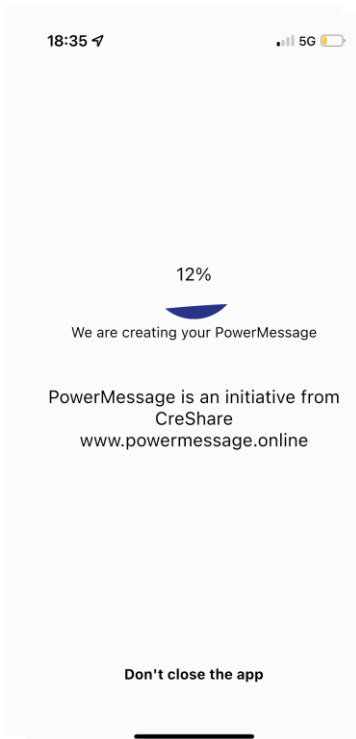 18:35
5G
12%
We are creating your PowerMessage
PowerMessage is an initiative from
CreShare
www.powermessage.online
Don't close the app